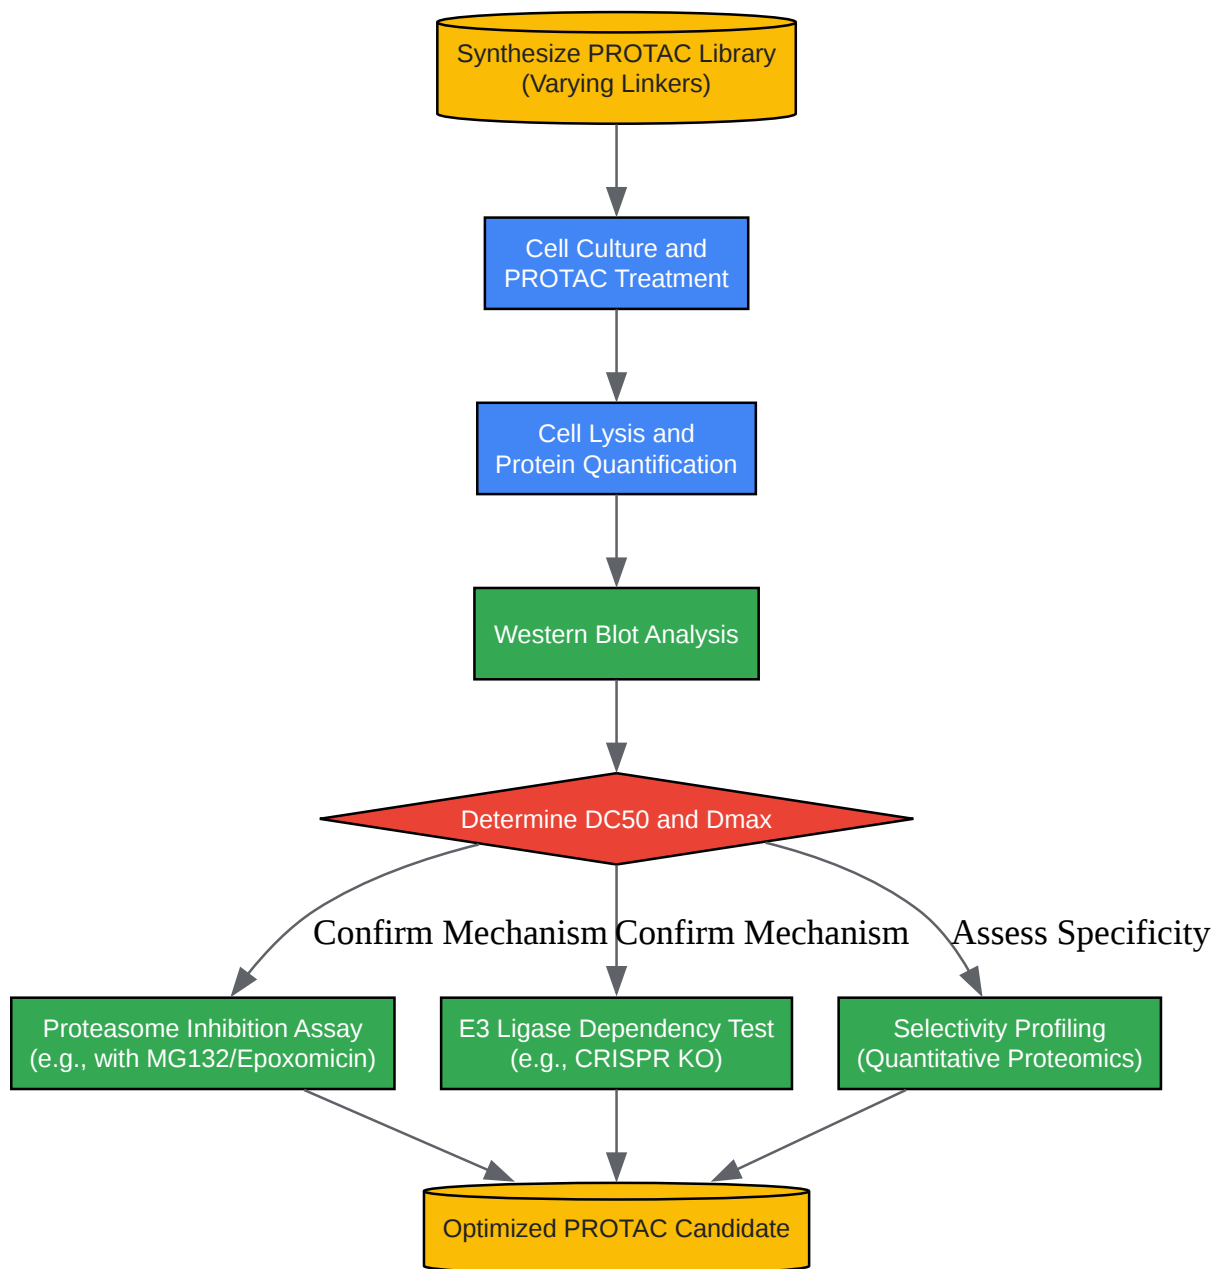 Synthesize PROTAC Library
(Varying Linkers)
Cell Culture and
PROTAC Treatment
Cell Lysis and
Protein Quantification
Western Blot Analysis
Determine DC50 and Dmax
Confirm Mechanism
Confirm Mechanism
Assess Specificity
Proteasome Inhibition Assay
(e.g., with MG132/Epoxomicin)
E3 Ligase Dependency Test
(e.g., CRISPR KO)
Selectivity Profiling
(Quantitative Proteomics)
Optimized PROTAC Candidate